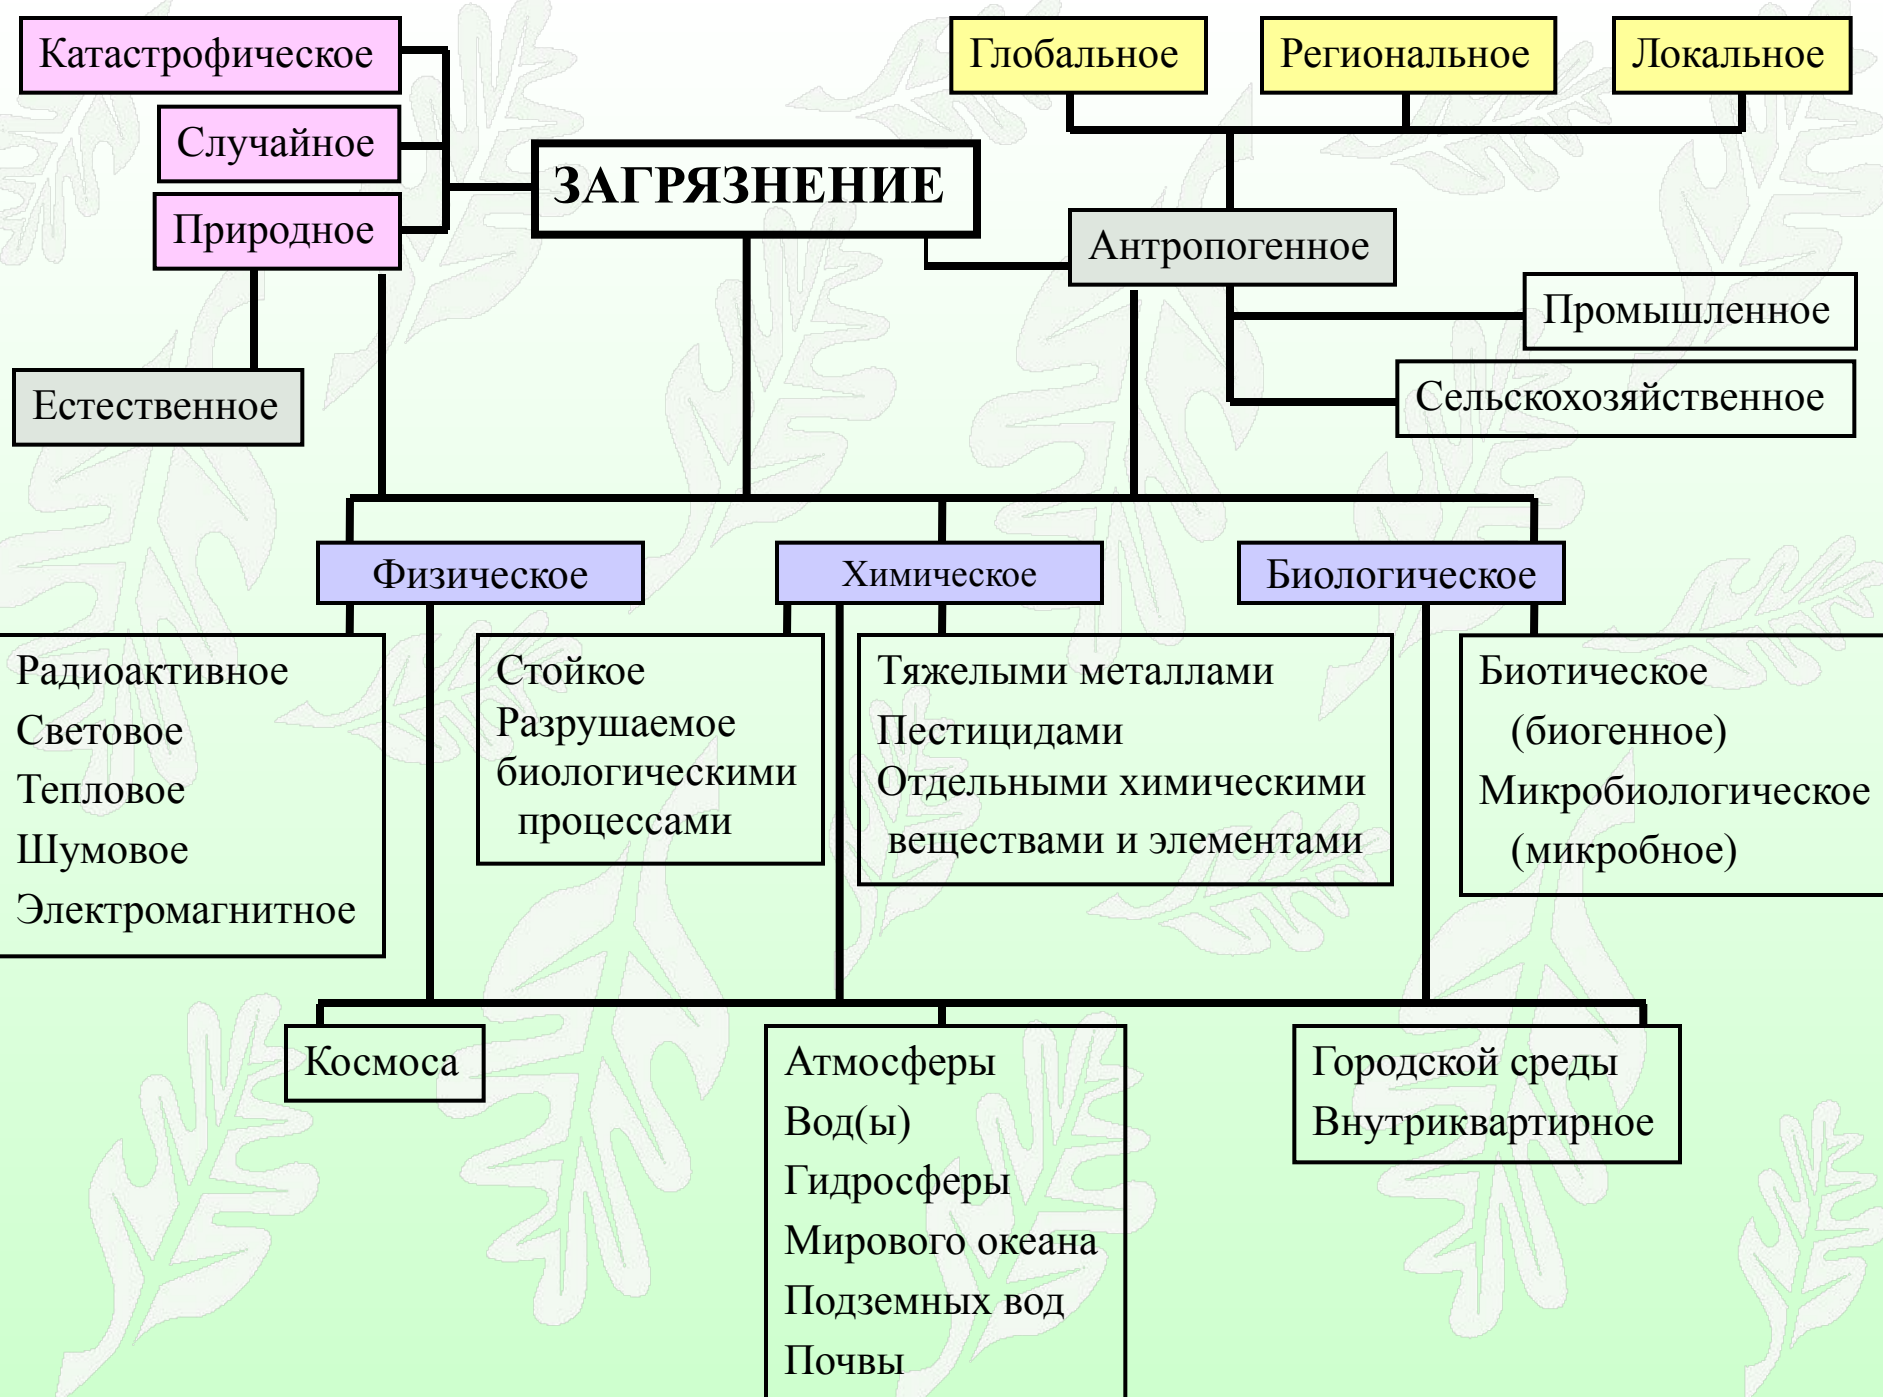 Катастрофическое
Случайное
Природное
Естественное
ЗАГРЯЗНЕНИЕ
Глобальное
Региональное
Локальное
Антропогенное
Промышленное
Сельскохозяйственное
Физическое
Химическое
Биологическое
Радиоактивное
Световое
Тепловое
Шумовое
Электромагнитное
Стойкое
Разрушаемое
биологическими
процессами
Тяжелыми металлами
Пестицидами
Отдельными химическими
веществами и элементами
Биотическое
(биогенное)
Микробиологическое
(микробное)
Космоса
Атмосферы
Вод(ы)
Гидросферы
Мирового океана
Подземных вод
Почвы
Городской среды
Внутриквартирное